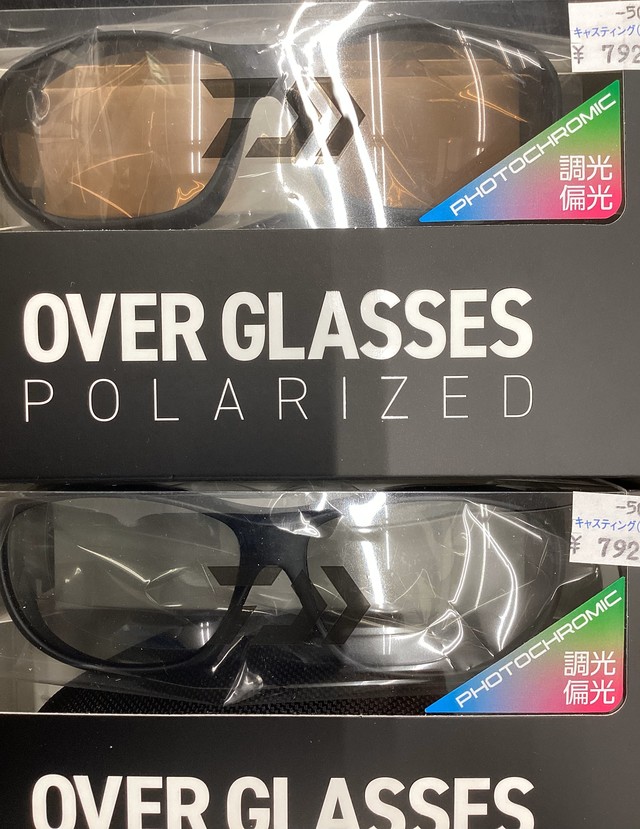 -50
キャスティング(
¥ 792
PHOTOCHROMIC
調光
偏光
OVER GLASSES
POLARIZED
-50
キャスティング(
¥ 792
PHOTOCHROMIC
調光
偏光
OVER GLASSES